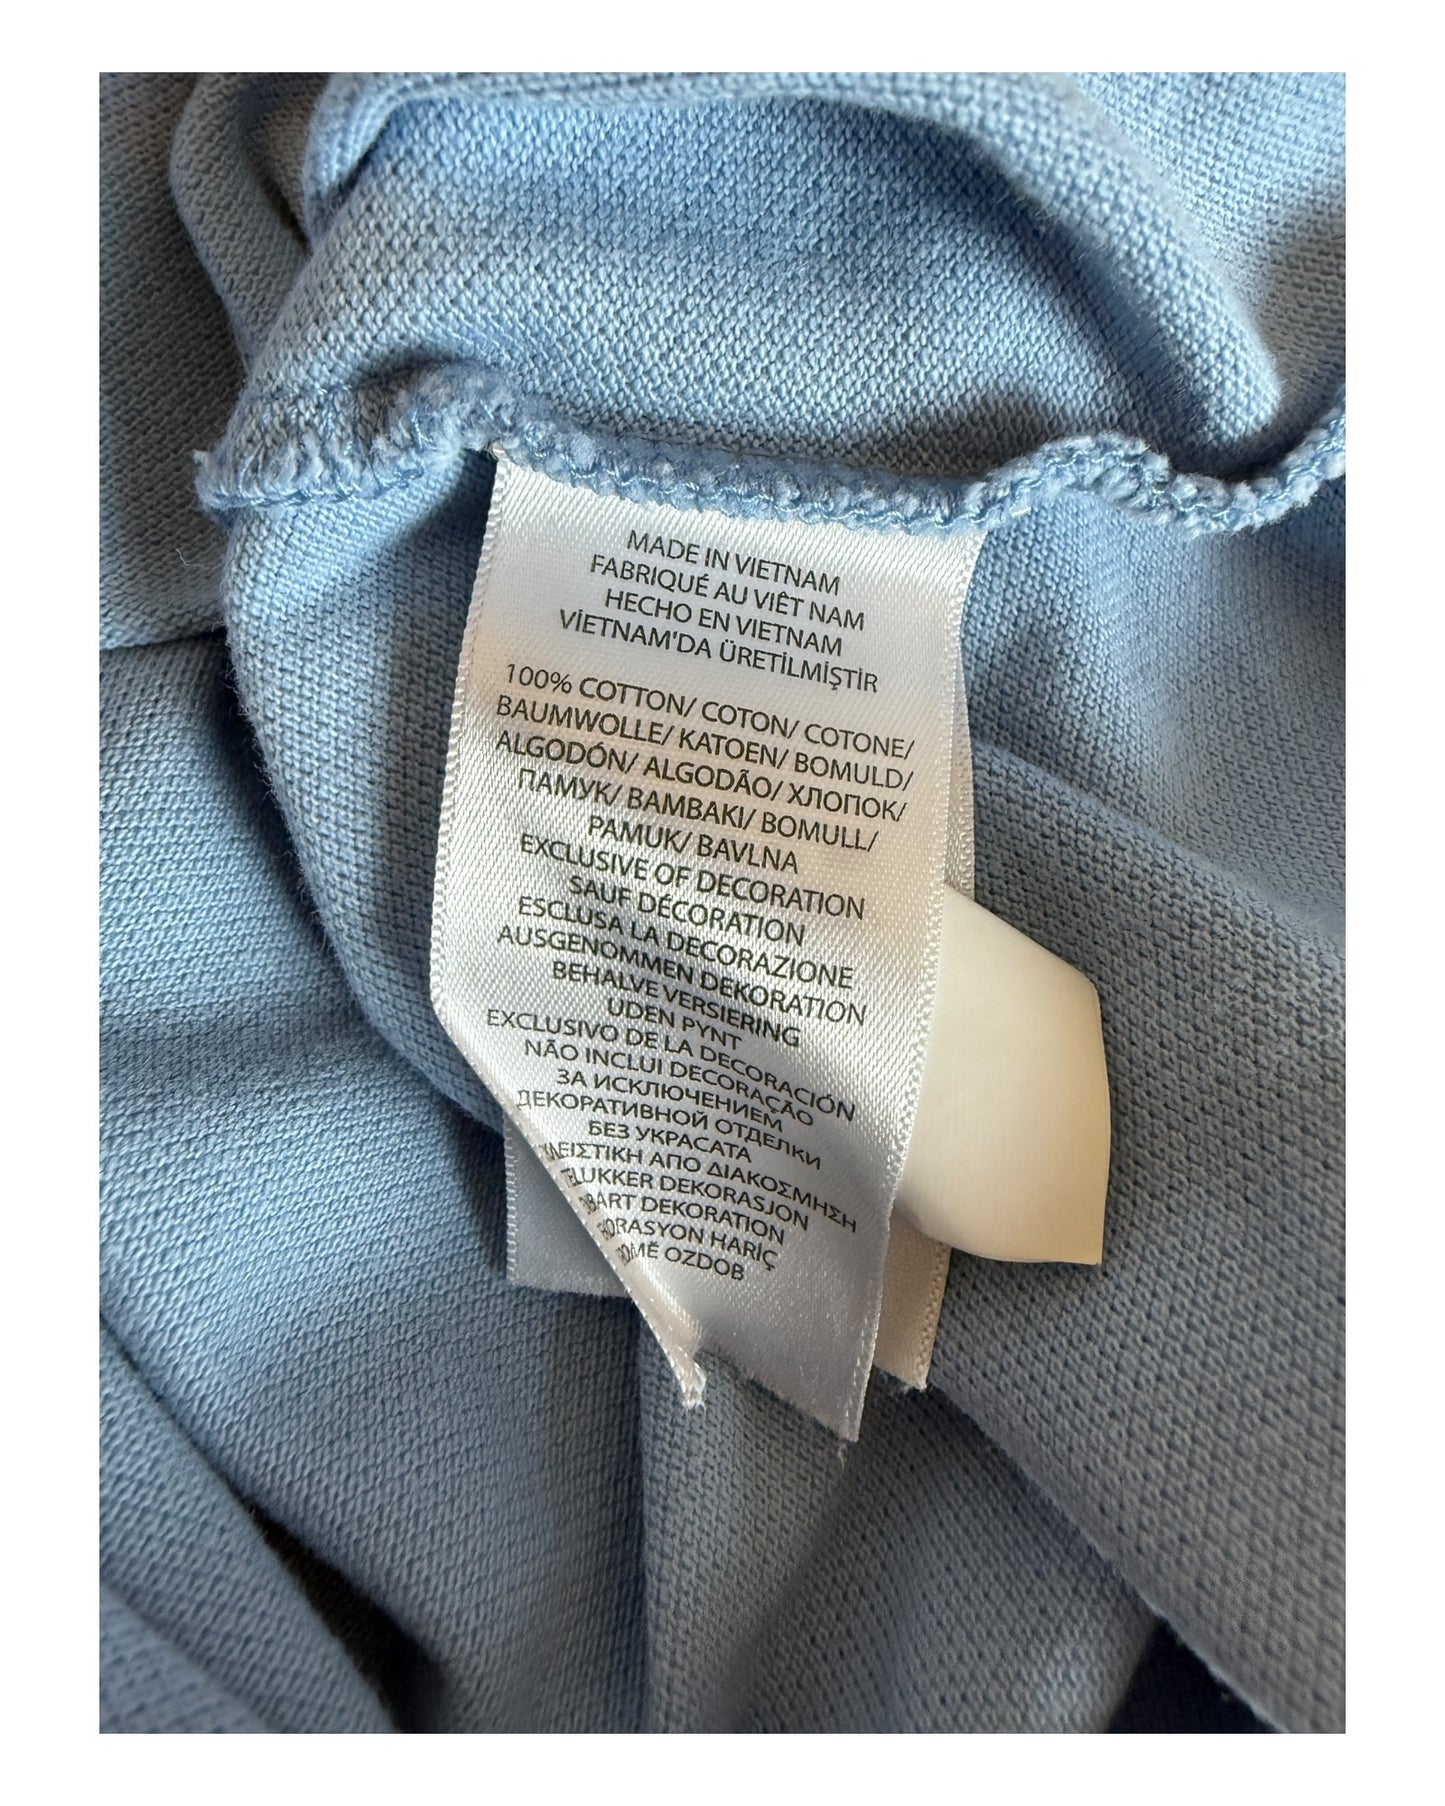 MADE IN VIETNAM
FABRIQUÉ AU VIÊT NAM
HECHO EN VIETNAM
VİETNAM'DA ÜRETİLMİŞTİR
100% COTTON/ COTON/ COTONE/
BAUMWOLLE/ KATOEN/ BOMULD/
ALGODÓN/ ALGODÃO/ ХЛОПОК/
ПАМУК/ BAMBAKI/ BOMULL/
PAMUK/ BAVLNA
EXCLUSIVE OF DECORATION
SAUF DÉCORATION
ESCLUSA LA DECORAZIONE
AUSGENOMMEN DEKORATION
BEHALVE VERSIERING
UDEN PYNT
EXCLUSIVO DE LA DECORACIÓN
NÃO INCLUI DECORAÇÃO
ЗА ИСКЛЮЧЕНИЕМ
ДЕКОРАТИВНОЙ ОТДЕЛКИ
БЕЗ УКРАСАТА
ΑΠΟ ΔΙΑΚΟΣΜΗΣΗ
DEKORASJON
DEKORATION
HARİÇ
OZDOB